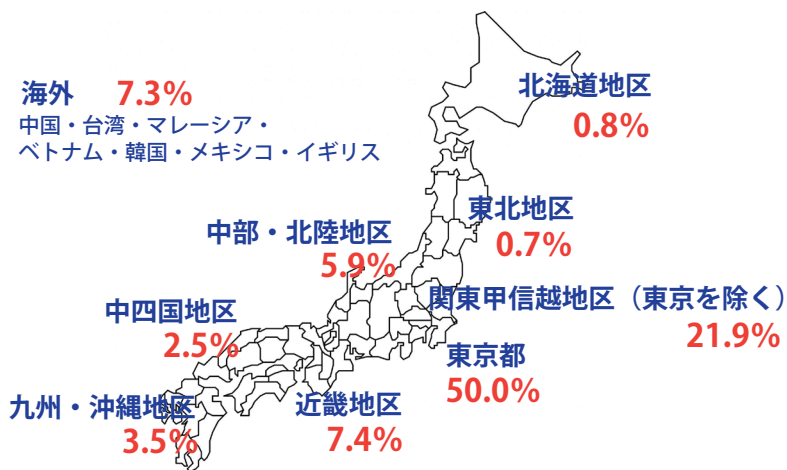 海外 7.3%
中国・台湾・マレーシア・
ベトナム・韓国・メキシコ・イギリス
北海道地区
0.8%
東北地区
0.7%
中部・北陸地区
5.9%
関東甲信越地区（東京を除く）
21.9%
中四国地区
2.5%
東京都
50.0%
九州・沖縄地区
3.5%
近畿地区
7.4%